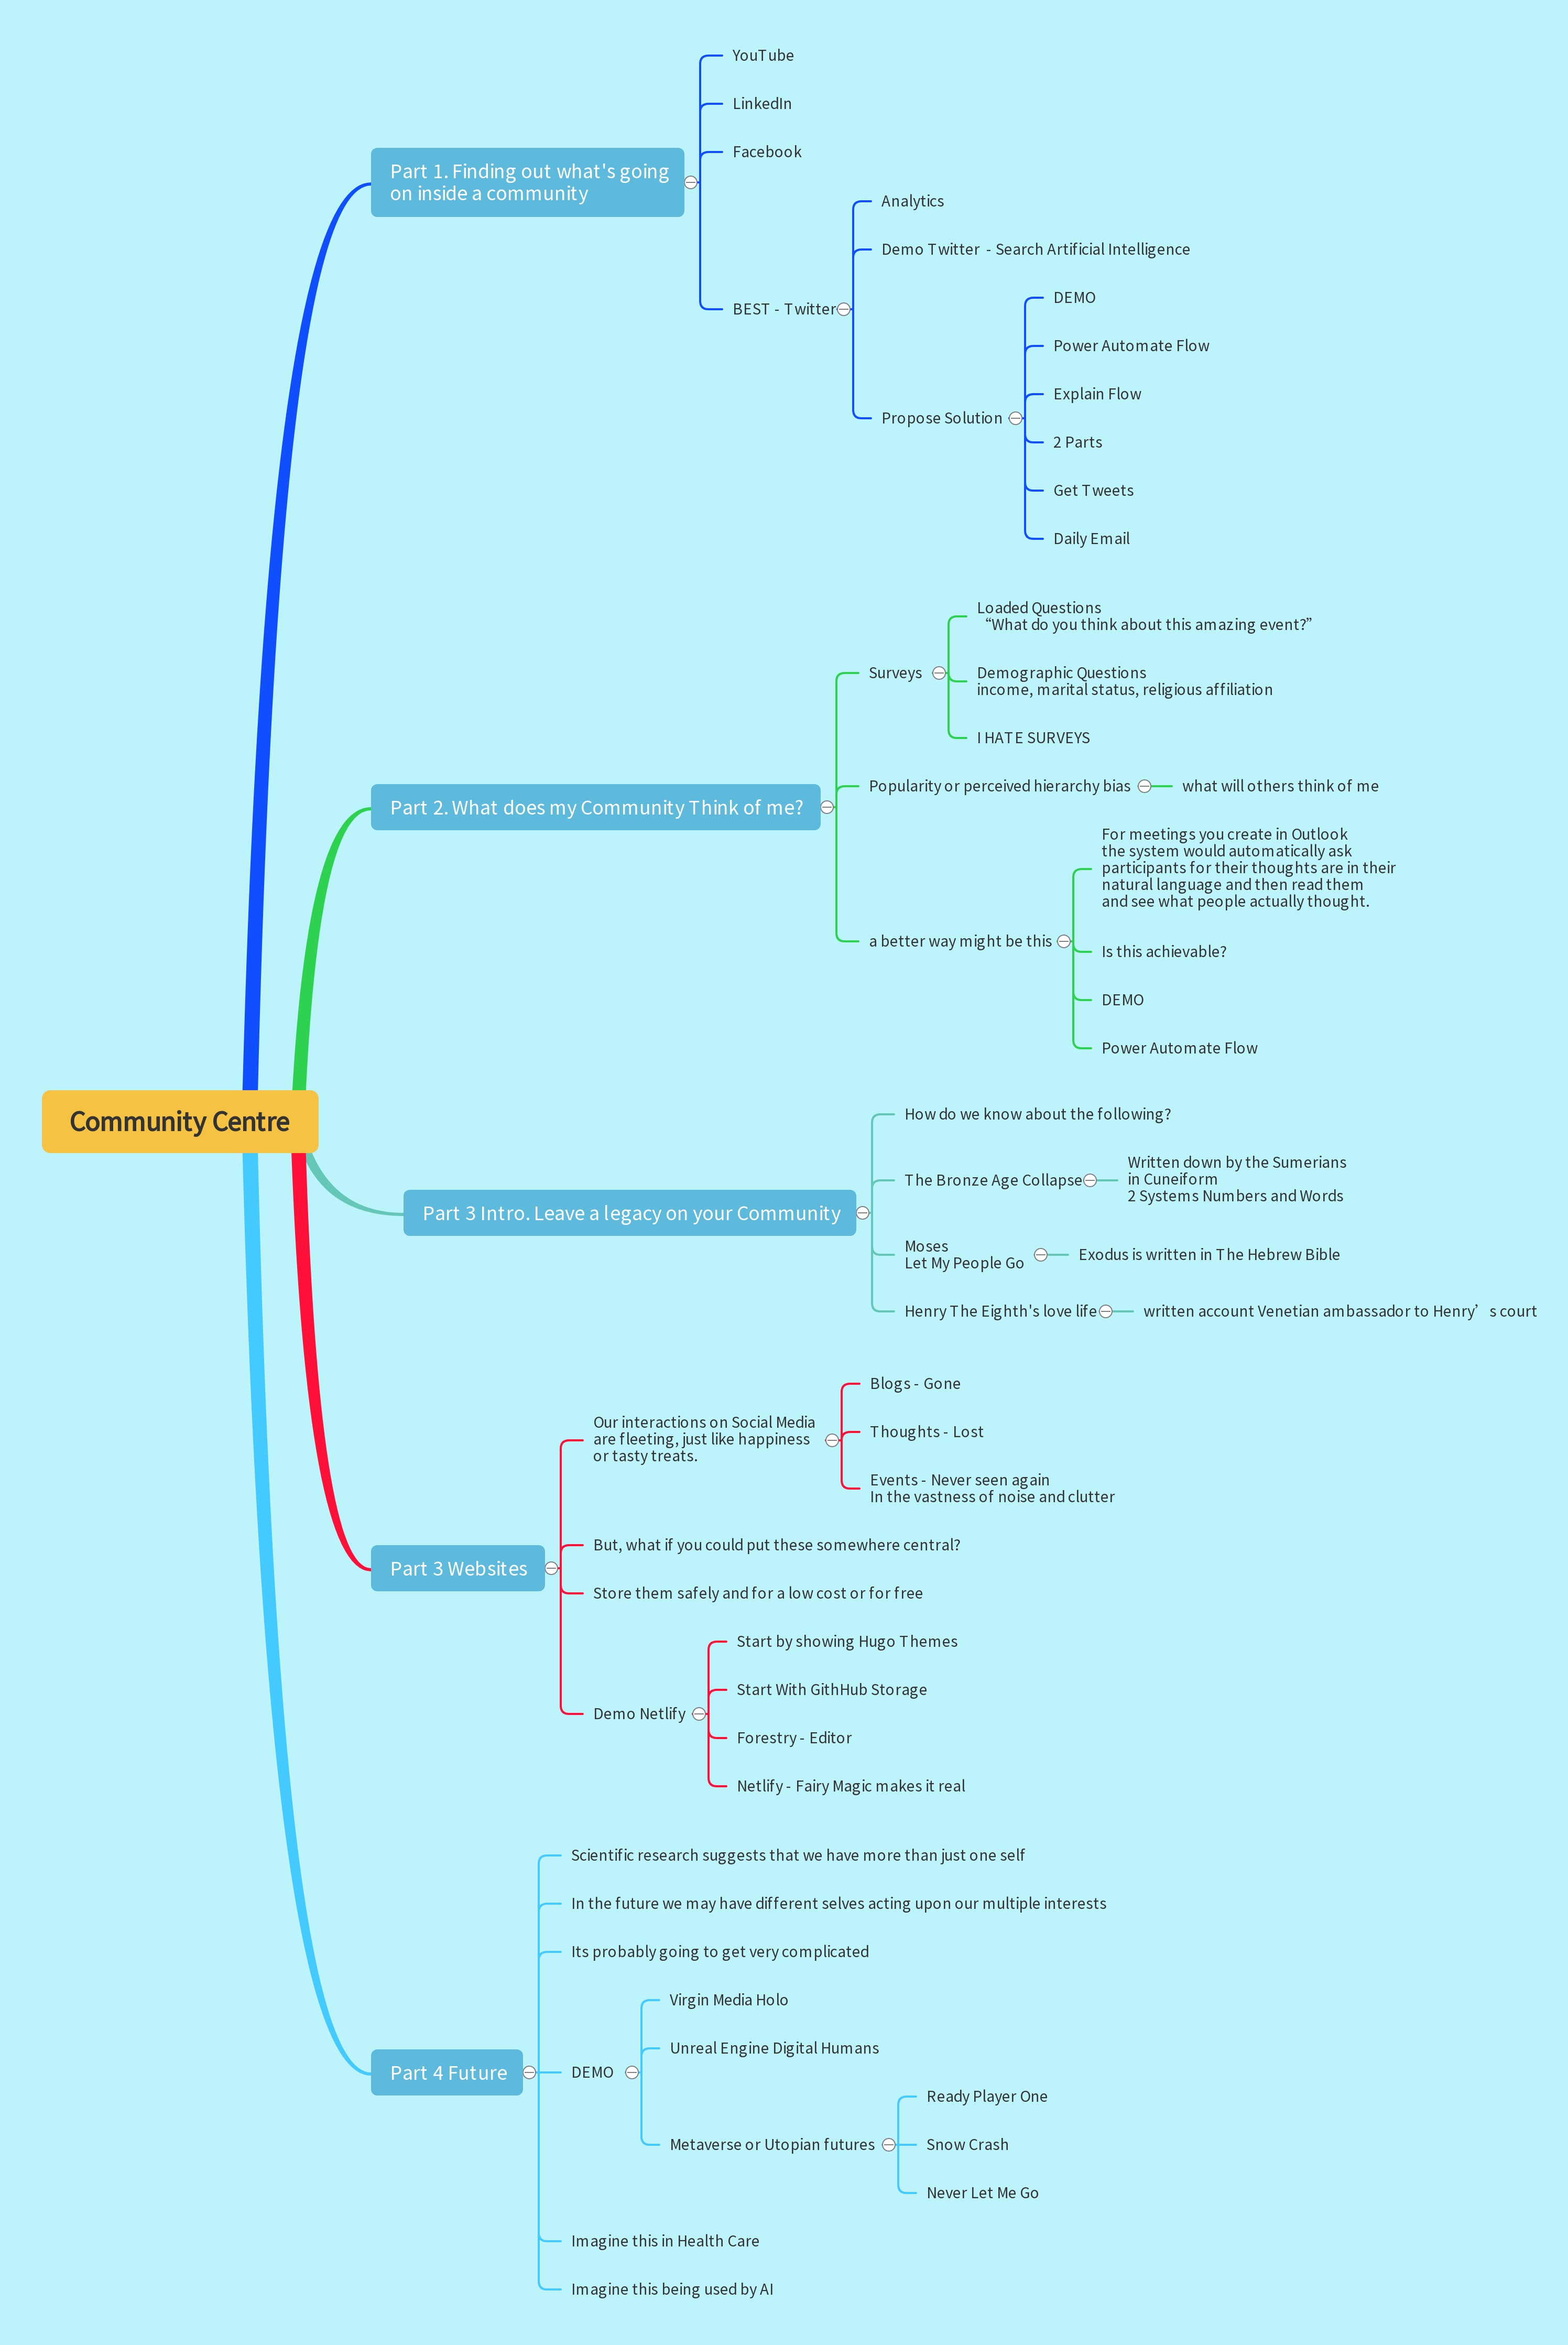 YouTube
LinkedIn
Facebook
Part 1. Finding out what's going
on inside a community
Analytics
Demo Twitter - Search Artificial Intelligence
BEST - Twitter
DEMO
Power Automate Flow
Explain Flow
Propose Solution
2 Parts
Get Tweets
Daily Email
Loaded Questions
“What do you think about this amazing event?”
Surveys
Demographic Questions
income, marital status, religious affiliation
I HATE SURVEYS
Part 2. What does my Community Think of me?
Popularity or perceived hierarchy bias
what will others think of me
For meetings you create in Outlook
the system would automatically ask
participants for their thoughts are in their
natural language and then read them
and see what people actually thought.
a better way might be this
Is this achievable?
DEMO
Power Automate Flow
Community Centre
How do we know about the following?
The Bronze Age Collapse
Written down by the Sumerians
in Cuneiform
2 Systems Numbers and Words
Part 3 Intro. Leave a legacy on your Community
Moses
Let My People Go
Exodus is written in The Hebrew Bible
Henry The Eighth's love life
written account Venetian ambassador to Henry’s court
Our interactions on Social Media
are fleeting, just like happiness
or tasty treats.
Blogs - Gone
Thoughts - Lost
Events - Never seen again
In the vastness of noise and clutter
Part 3 Websites
But, what if you could put these somewhere central?
Store them safely and for a low cost or for free
Demo Netlify
Start by showing Hugo Themes
Start With GithHub Storage
Forestry - Editor
Netlify - Fairy Magic makes it real
Scientific research suggests that we have more than just one self
In the future we may have different selves acting upon our multiple interests
Its probably going to get very complicated
Part 4 Future
DEMO
Virgin Media Holo
Unreal Engine Digital Humans
Metaverse or Utopian futures
Ready Player One
Snow Crash
Never Let Me Go
Imagine this in Health Care
Imagine this being used by AI